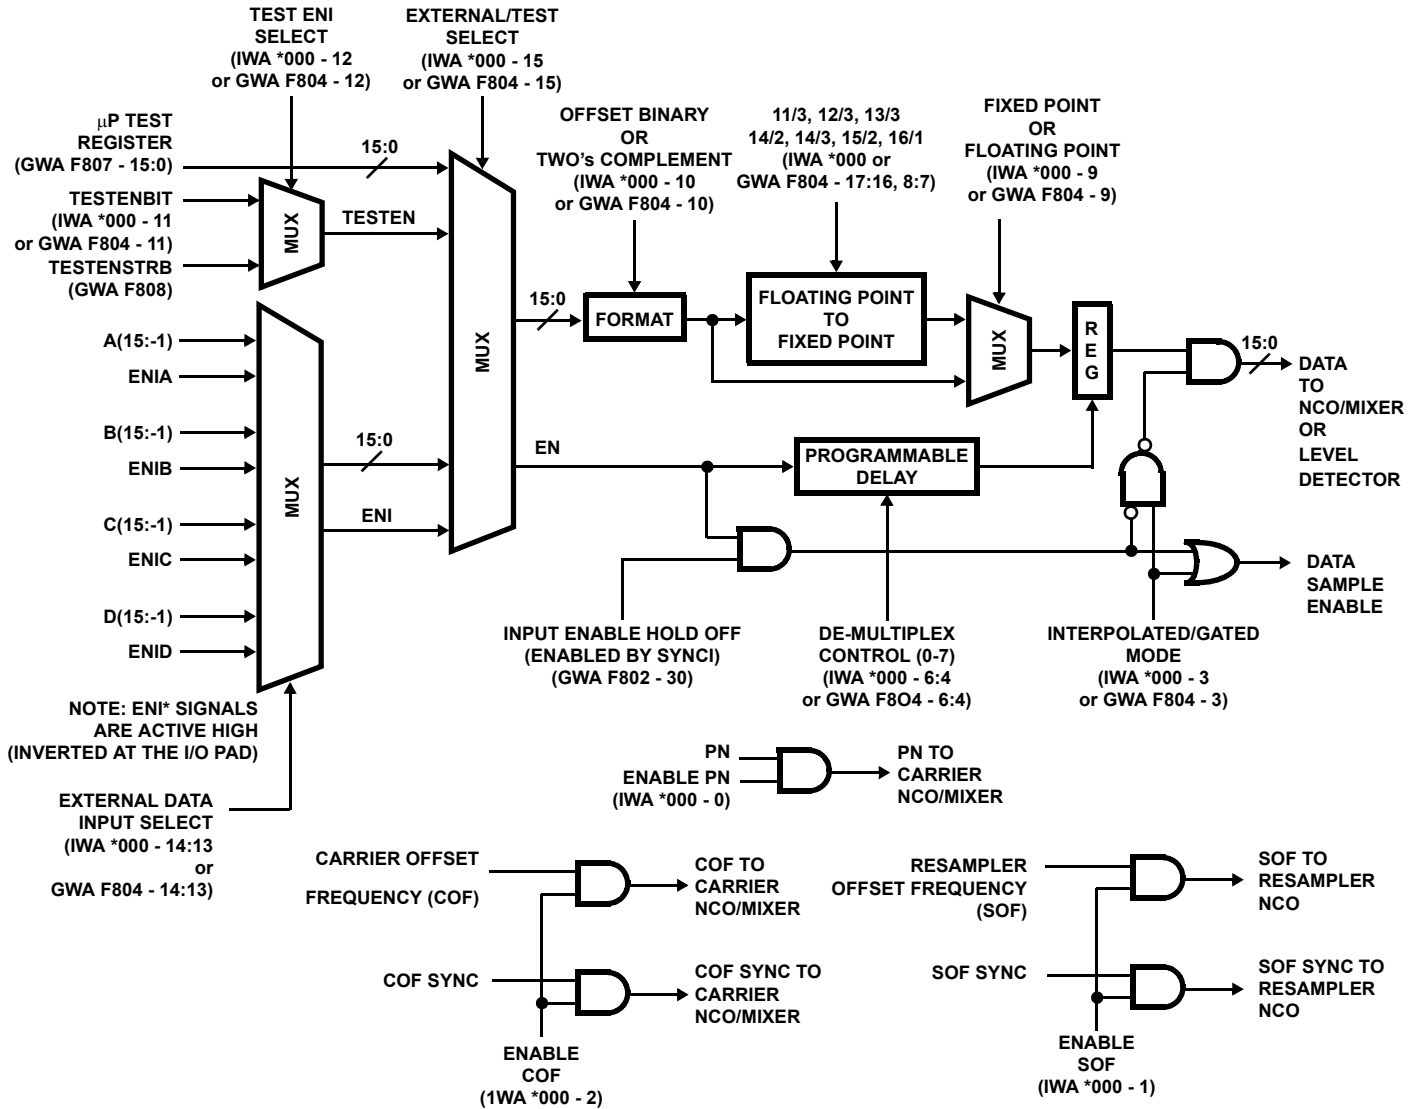 TEST ENI
SELECT
(IWA *000 - 12
or GWA F804 - 12)
EXTERNAL/TEST
SELECT
(IWA *000 - 15
or GWA F804 - 15)
µP TEST
REGISTER
(GWA F807 - 15:0)
15:0
TESTENBIT
(IWA *000 - 11
or GWA F804 - 11)
TESTENSTRB
(GWA F808)
MUX
TESTEN
OFFSET BINARY
OR
TWO's COMPLEMENT
(IWA *000 - 10
or GWA F804 - 10)
11/3, 12/3, 13/3
14/2, 14/3, 15/2, 16/1
(IWA *000 or
GWA F804 - 17:16, 8:7)
FIXED POINT
OR
FLOATING POINT
(IWA *000 - 9
or GWA F804 - 9)
A(15:-1)
ENIA
B(15:-1)
ENIB
C(15:-1)
ENIC
D(15:-1)
ENID
MUX
15:0
ENI
MUX
15:0
FORMAT
FLOATING POINT
TO
FIXED POINT
MUX
REG
15:0
DATA
TO
NCO/MIXER
OR
LEVEL
DETECTOR
EN
PROGRAMMABLE
DELAY
DATA
SAMPLE
ENABLE
INPUT ENABLE HOLD OFF
(ENABLED BY SYNCI)
(GWA F802 - 30)
DE-MULTIPLEX
CONTROL (0-7)
(IWA *000 - 6:4
or GWA F8O4 - 6:4)
INTERPOLATED/GATED
MODE
(IWA *000 - 3
or GWA F804 - 3)
NOTE: ENI* SIGNALS
ARE ACTIVE HIGH
(INVERTED AT THE I/O PAD)
EXTERNAL DATA
INPUT SELECT
(IWA *000 - 14:13
or
GWA F804 - 14:13)
PN
ENABLE PN
(IWA *000 - 0)
PN TO
CARRIER
NCO/MIXER
CARRIER OFFSET
FREQUENCY (COF)
COF TO
CARRIER
NCO/MIXER
COF SYNC
COF SYNC TO
CARRIER
NCO/MIXER
ENABLE
COF
(1WA *000 - 2)
RESAMPLER
OFFSET FREQUENCY
(SOF)
SOF TO
RESAMPLER
NCO
SOF SYNC
SOF SYNC TO
RESAMPLER
NCO
ENABLE
SOF
(IWA *000 - 1)